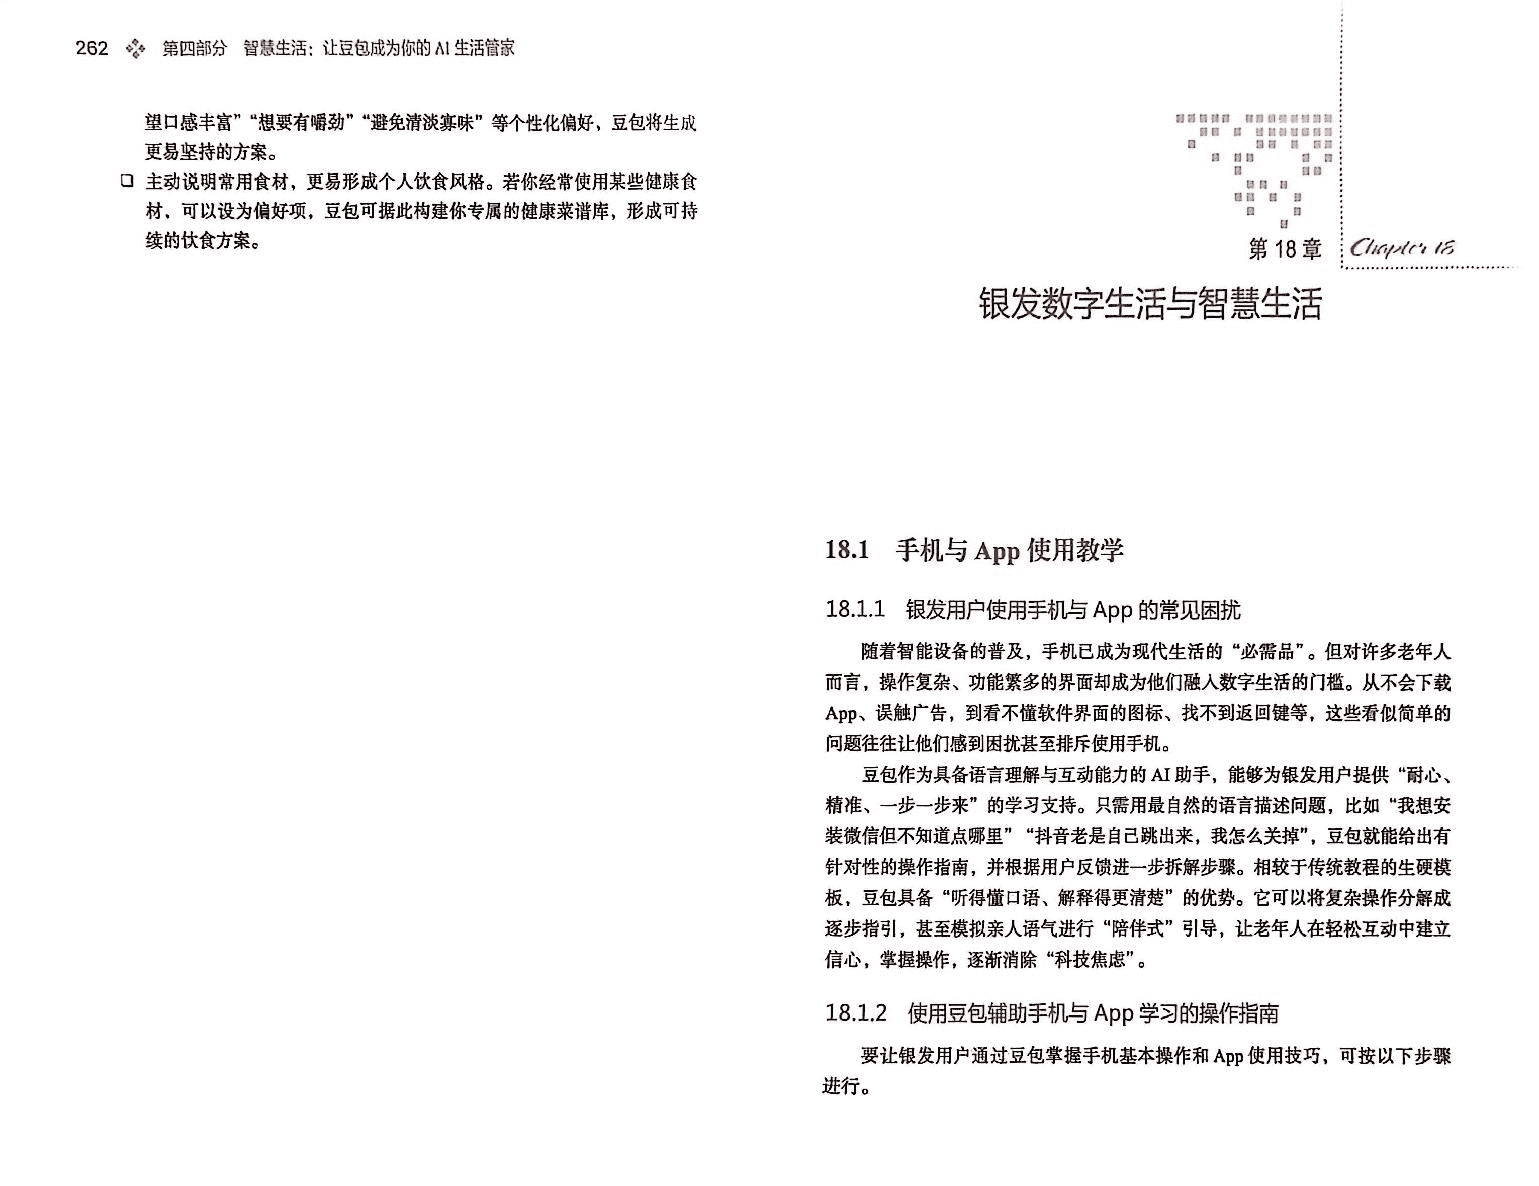 262 第四部分 智慧生活：让豆包成为你的 AI 生活管家
望口感丰富”“想要有嚼劲”“避免清淡寡味”等个性化偏好，豆包将生成
更易坚持的方案。
❏ 主动说明常用食材，更易形成个人饮食风格。若你经常使用某些健康食
材，可以设为偏好项，豆包可据此构建你专属的健康菜谱库，形成可持
续的饮食方案。
第 18 章
Chapter 18
银发数字生活与智慧生活
18.1 手机与 App 使用教学
18.1.1 银发用户使用手机与 App 的常见困扰
随着智能设备的普及，手机已成为现代生活的“必需品”。但对许多老年人
而言，操作复杂、功能繁多的界面却成为他们融入数字生活的门槛。从不会下载
App、误触广告，到看不懂软件界面的图标、找不到返回键等，这些看似简单的
问题往往让他们感到困扰甚至排斥使用手机。
豆包作为具备语言理解与互动能力的 AI 助手，能够为银发用户提供“耐心、
精准、一步一步来”的学习支持。只需用最自然的语言描述问题，比如“我想安
装微信但不知道点哪里”“抖音老是自己跳出来，我怎么关掉”，豆包就能给出有
针对性的操作指南，并根据用户反馈进一步拆解步骤。相较于传统教程的生硬模
板，豆包具备“听得懂口语、解释得更清楚”的优势。它可以将复杂操作分解成
逐步指引，甚至模拟亲人语气进行“陪伴式”引导，让老年人在轻松互动中建立
信心，掌握操作，逐渐消除“科技焦虑”。
18.1.2 使用豆包辅助手机与 App 学习的操作指南
要让银发用户通过豆包掌握手机基本操作和 App 使用技巧，可按以下步骤
进行。